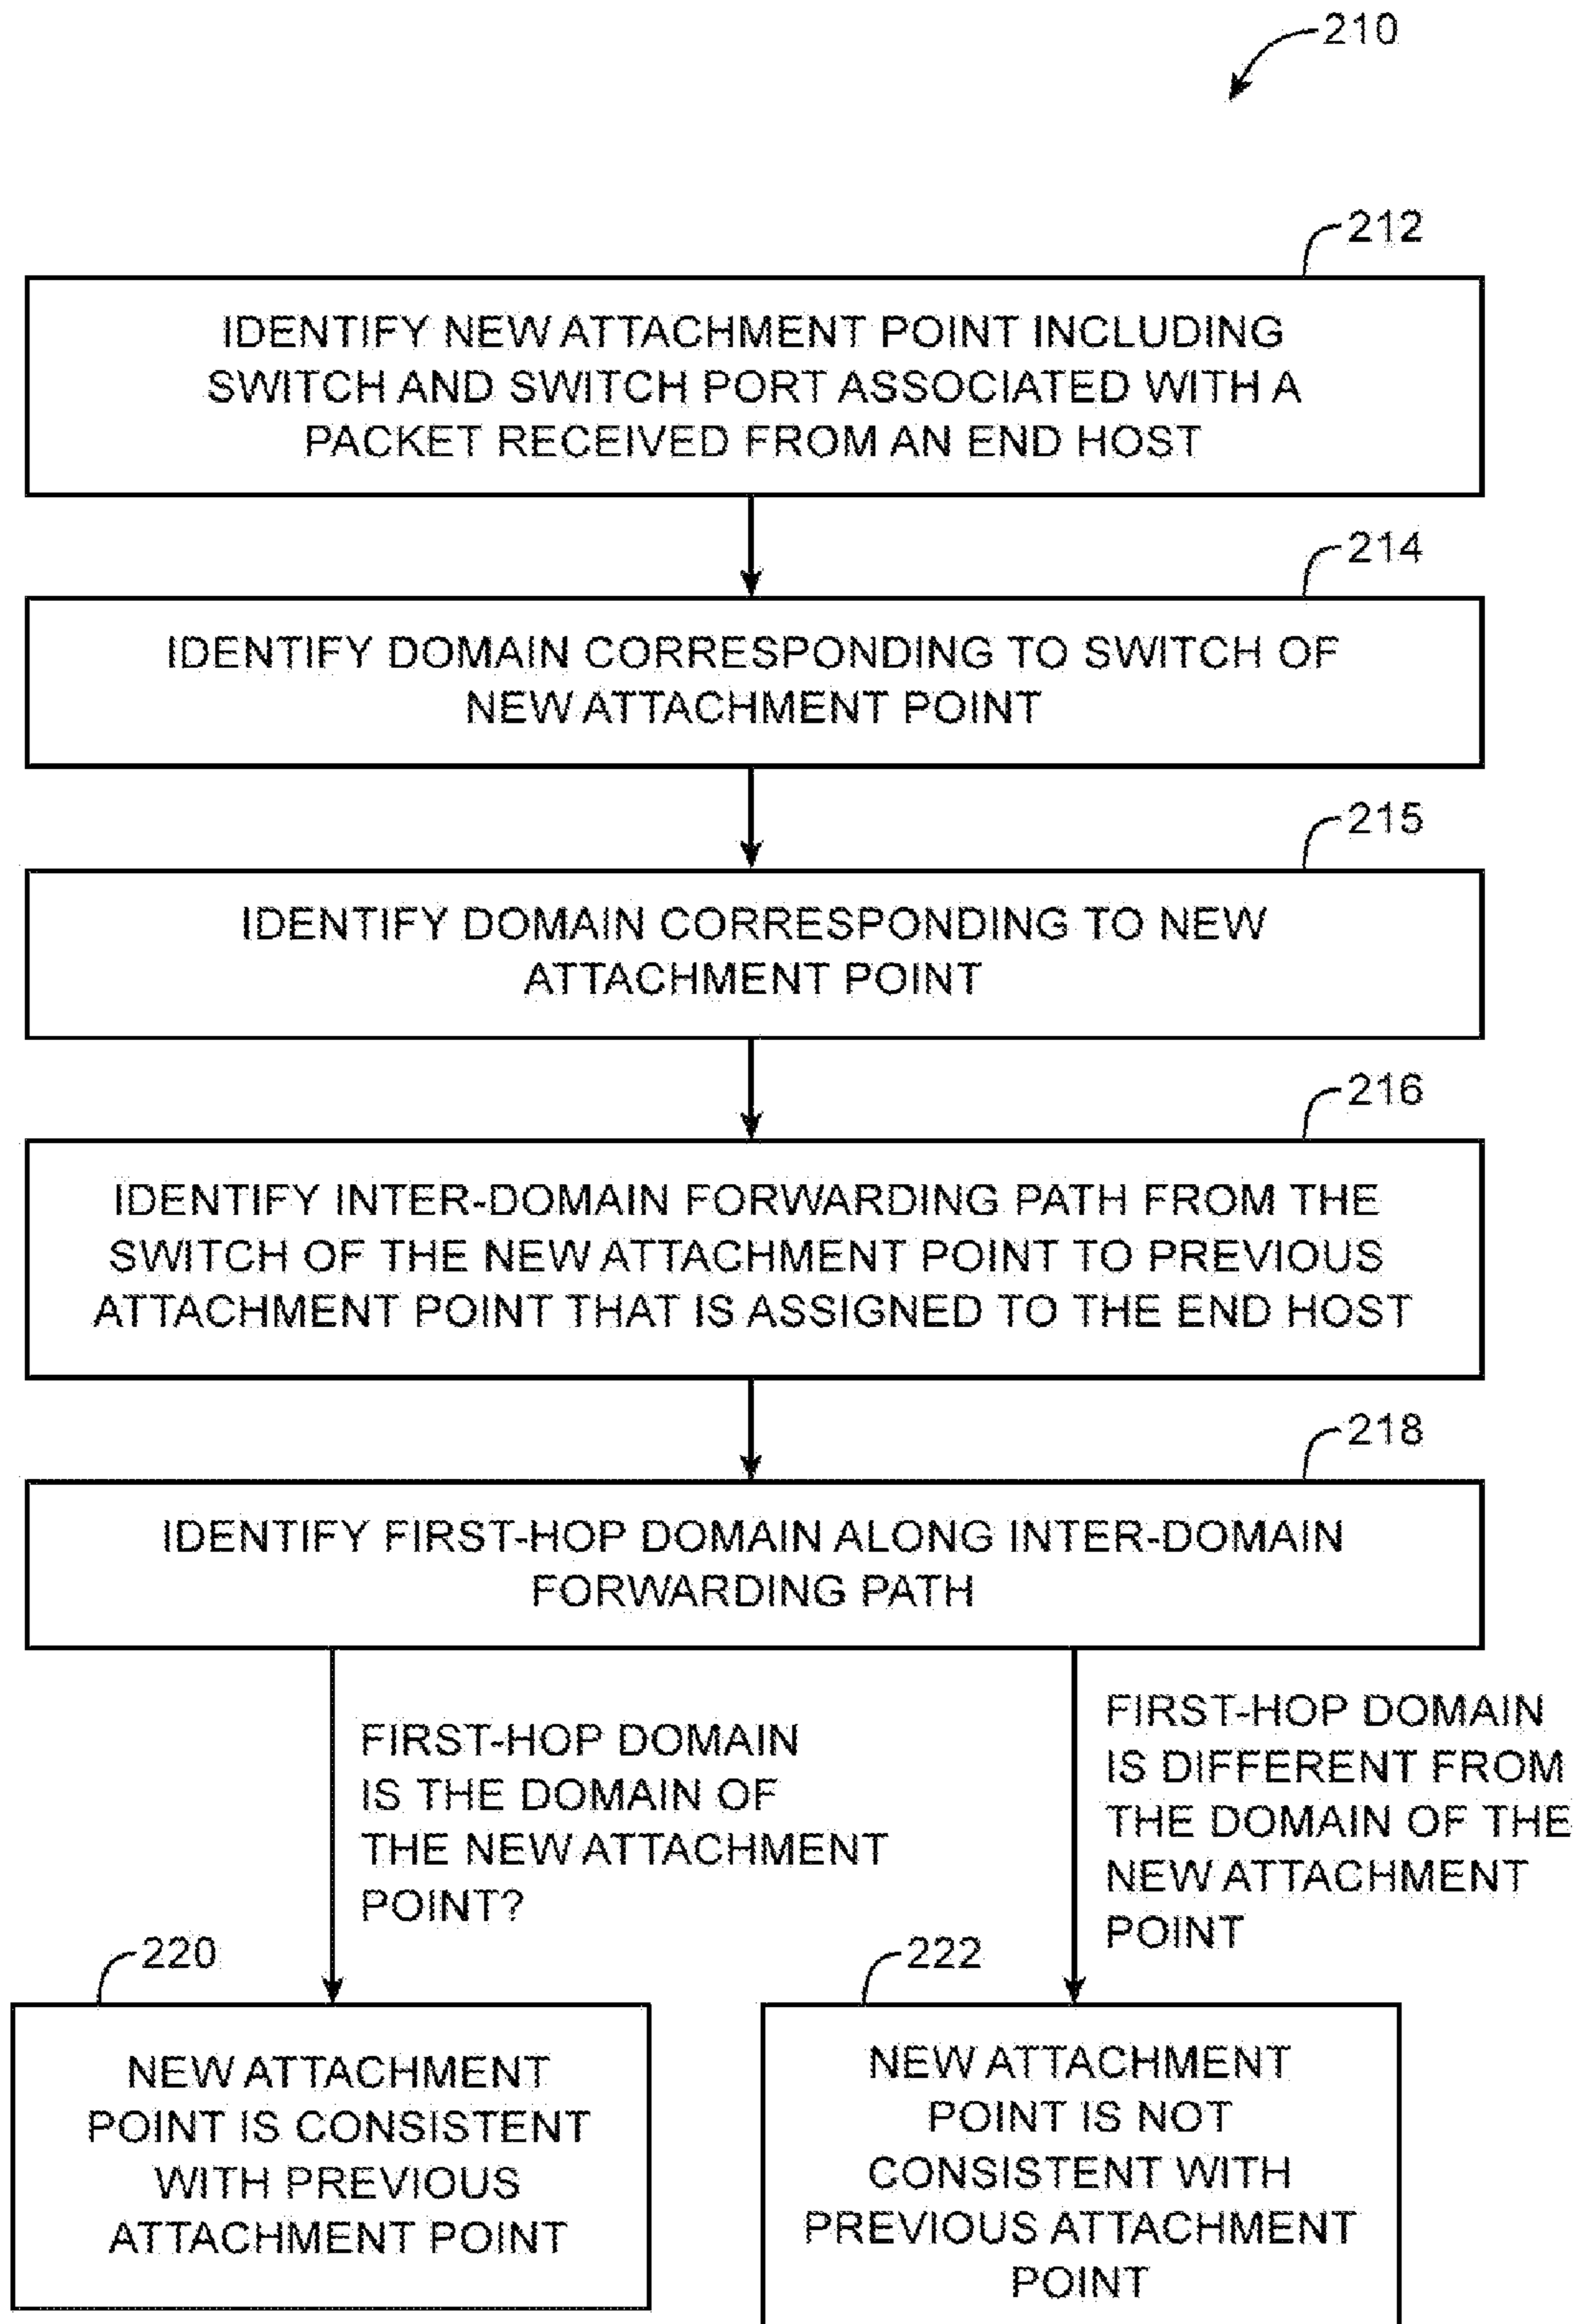 210
212
IDENTIFY NEW ATTACHMENT POINT INCLUDING
SWITCH AND SWITCH PORT ASSOCIATED WITH A
PACKET RECEIVED FROM AN END HOST
214
IDENTIFY DOMAIN CORRESPONDING TO SWITCH OF
NEW ATTACHMENT POINT
215
IDENTIFY DOMAIN CORRESPONDING TO NEW
ATTACHMENT POINT
216
IDENTIFY INTER-DOMAIN FORWARDING PATH FROM THE
SWITCH OF THE NEW ATTACHMENT POINT TO PREVIOUS
ATTACHMENT POINT THAT IS ASSIGNED TO THE END HOST
218
IDENTIFY FIRST-HOP DOMAIN ALONG INTER-DOMAIN
FORWARDING PATH
FIRST-HOP DOMAIN
IS THE DOMAIN OF
THE NEW ATTACHMENT
POINT?
FIRST-HOP DOMAIN
IS DIFFERENT FROM
THE DOMAIN OF THE
NEW ATTACHMENT
POINT
220
NEW ATTACHMENT
POINT IS CONSISTENT
WITH PREVIOUS
ATTACHMENT POINT
222
NEW ATTACHMENT
POINT IS NOT
CONSISTENT WITH
PREVIOUS ATTACHMENT
POINT